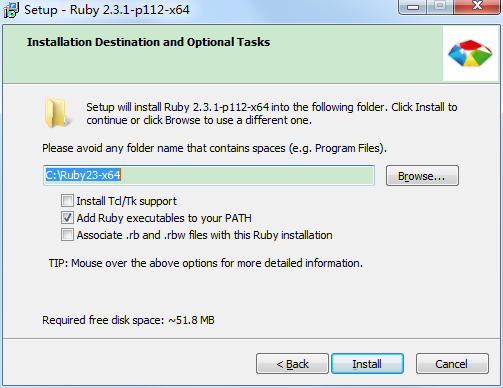 Setup - Ruby 2.3.1-p112-x64
Installation Destination and Optional Tasks
Setup will install Ruby 2.3.1-p112-x64 into the following folder. Click Install to
continue or click Browse to use a different one.
Please avoid any folder name that contains spaces (e.g. Program Files).
C:\Ruby23-x64
Browse...
Install Tcl/Tk support
Add Ruby executables to your PATH
Associate .rb and .rbw files with this Ruby installation
TIP: Mouse over the above options for more detailed information.
Required free disk space: ~51.8 MB
< Back
Install
Cancel